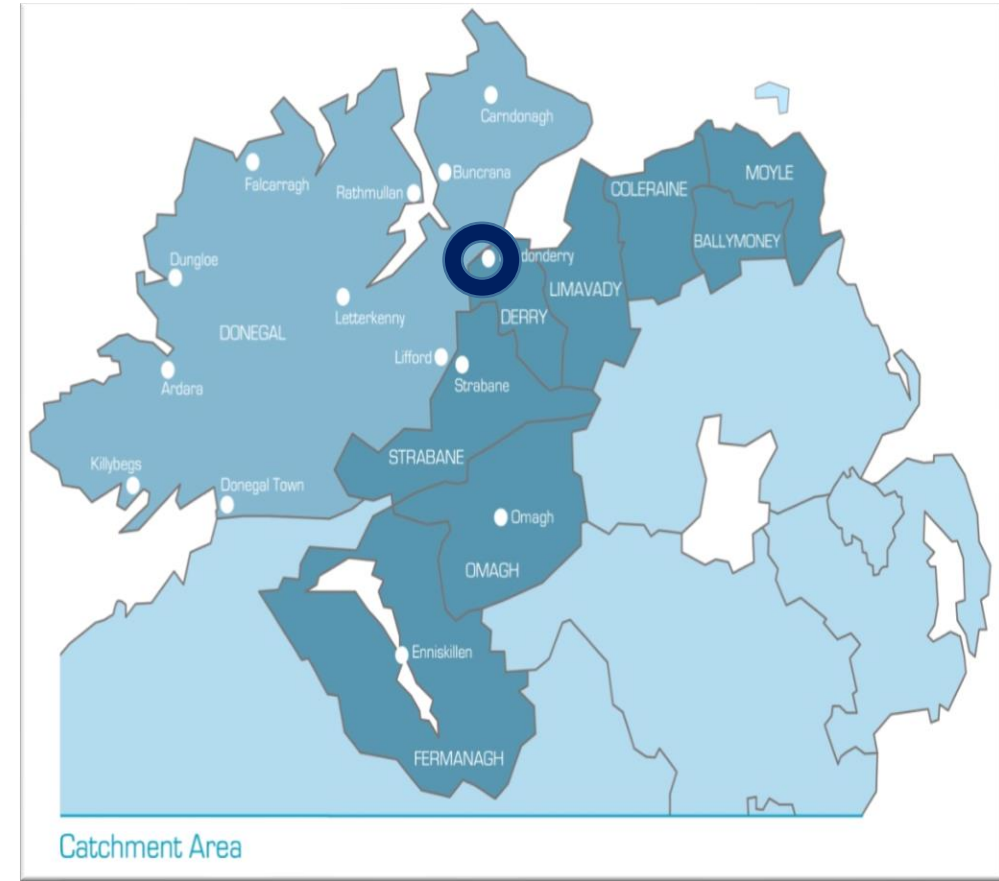 Carndonagh
Buncrana
Falcarragh
Rathmullan
MOYLE
COLERAINE
BALLYMONEY
Dungloe
donderry
LIMAVADY
Letterkenny
DERRY
DONEGAL
Lifford
Strabane
Ardara
STRABANE
Killybegs
Donegal Town
Omagh
OMAGH
Enniskillen
FERMANAGH
Catchment Area